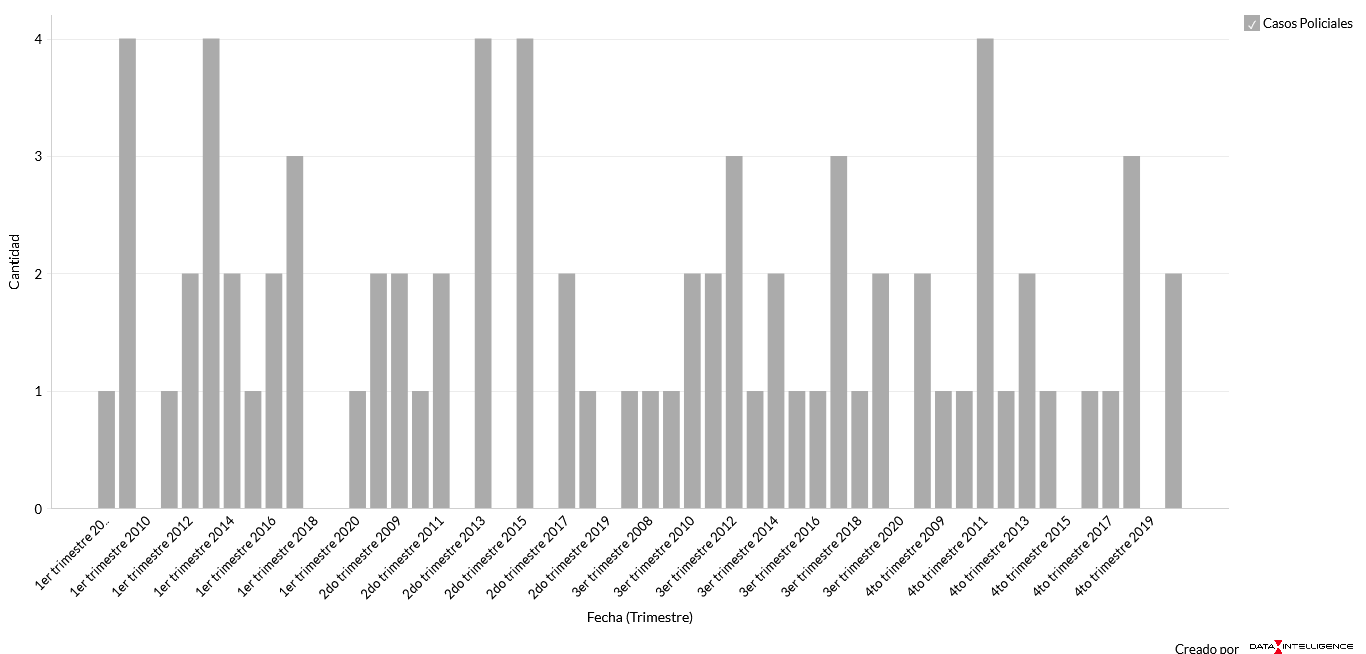 Casos Policiales
4
3
2
1
0
Cantidad
1er trimestre 20..
1er trimestre 2010
1er trimestre 2012
1er trimestre 2014
1er trimestre 2016
1er trimestre 2018
1er trimestre 2020
2do trimestre 2009
2do trimestre 2011
2do trimestre 2013
2do trimestre 2015
2do trimestre 2017
2do trimestre 2019
3er trimestre 2008
3er trimestre 2010
3er trimestre 2012
3er trimestre 2014
3er trimestre 2016
3er trimestre 2018
3er trimestre 2020
4to trimestre 2009
4to trimestre 2011
4to trimestre 2013
4to trimestre 2015
4to trimestre 2017
4to trimestre 2019
Fecha (Trimestre)
Creado por DATA INTELLIGENCE